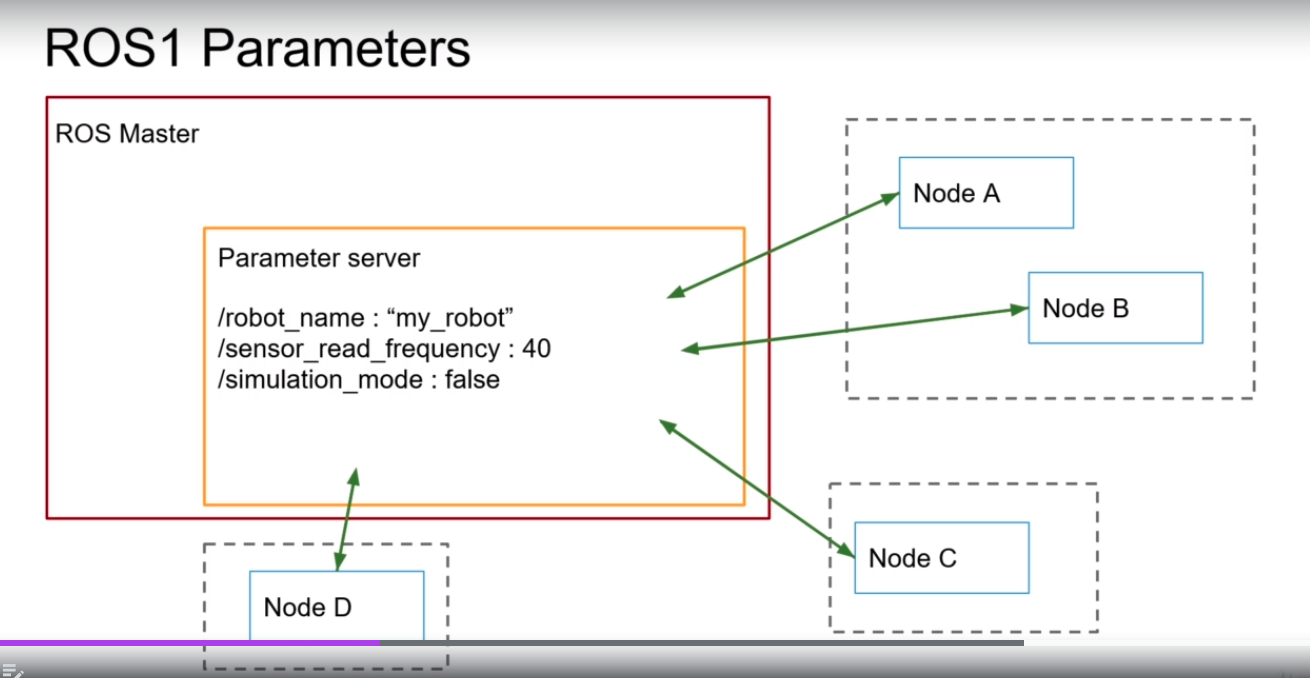 ROS1 Parameters
ROS Master
Parameter server
/robot_name : “my_robot”
/sensor_read_frequency : 40
/simulation_mode : false
Node A
Node B
Node C
Node D